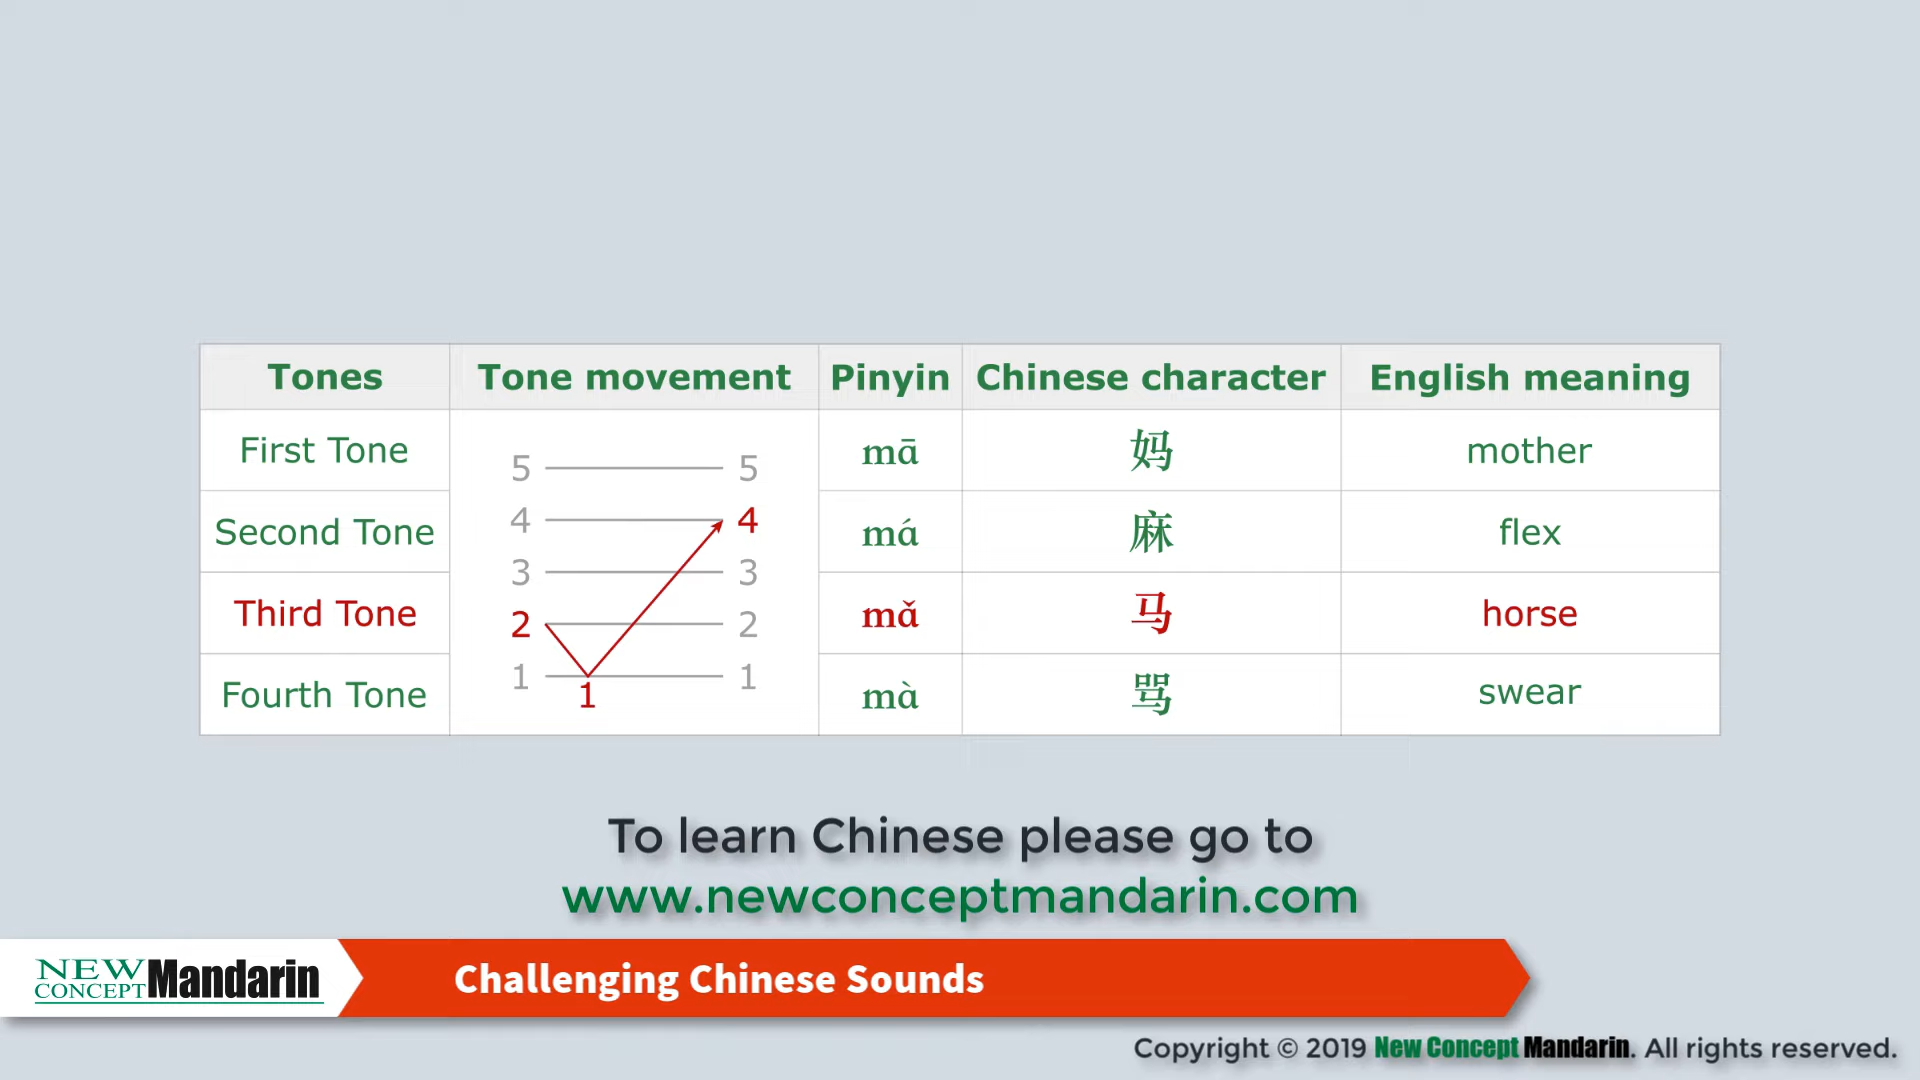 Tones Tone movement Pinyin Chinese character English meaning
First Tone mā 妈 mother
5 5
4 4
Second Tone má 麻 flex
3 3
Third Tone mǎ 马 horse
2 2
1 1
1
Fourth Tone mà 骂 swear
To learn Chinese please go to
www.newconceptmandarin.com
NEW CONCEPT Mandarin
Challenging Chinese Sounds
Copyright © 2019 New Concept Mandarin. All rights reserved.